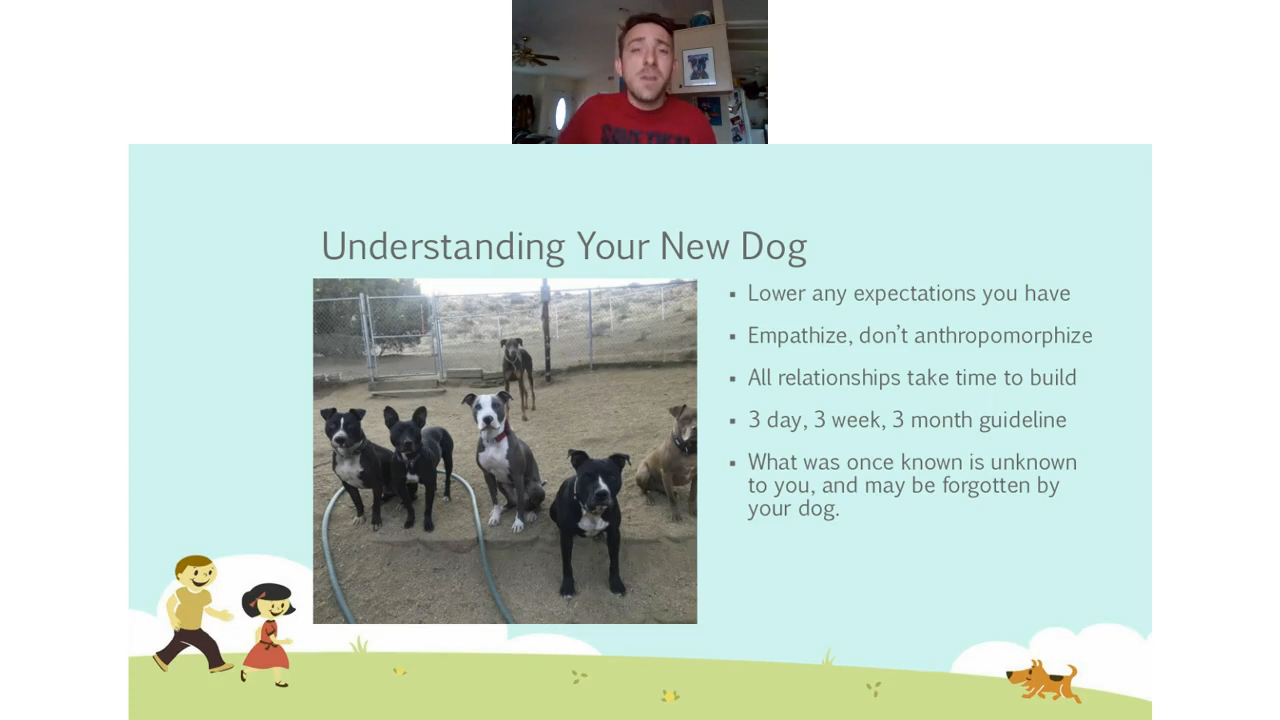 Understanding Your New Dog
▪ Lower any expectations you have
▪ Empathize, don’t anthropomorphize
▪ All relationships take time to build
▪ 3 day, 3 week, 3 month guideline
▪ What was once known is unknown
to you, and may be forgotten by
your dog.